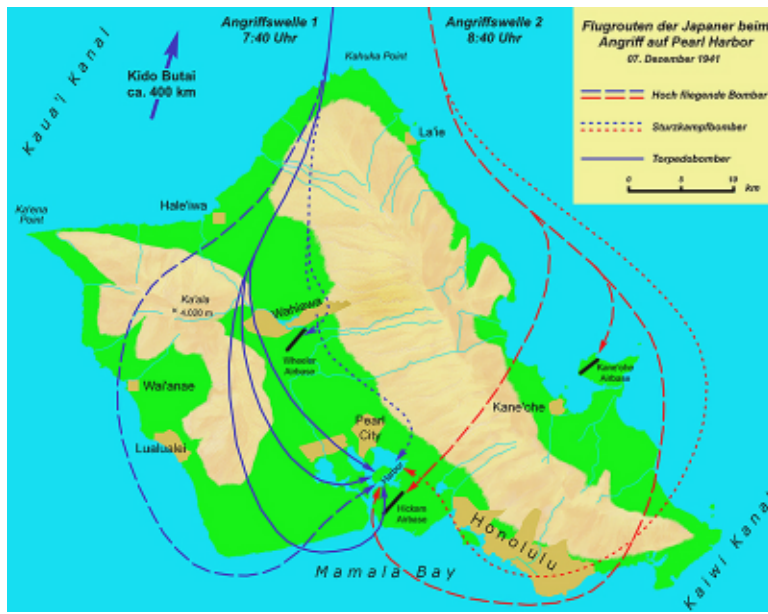 Angriffswelle 1
7:40 Uhr
Angriffswelle 2
8:40 Uhr
Flugrouten der Japaner beim
Angriff auf Pearl Harbor
07. Dezember 1941
Hoch fliegende Bomber
Sturzkampfbomber
Torpedobomber
0 5 10
km
Kaua'i Kanal
Kido Butai
ca. 400 km
Kahuka Point
La'ie
Ka'ena
Point
Hale'iwa
Ka'ala
4,020 m
Wahiawa
Wheeler
Airbase
Kane'ohe
Airbase
Wai'anae
Kane'ohe
Pearl
City
Lualualei
Harbor
Hickam
Airbase
Honolulu
Mamala Bay
Kaiwi Kanal